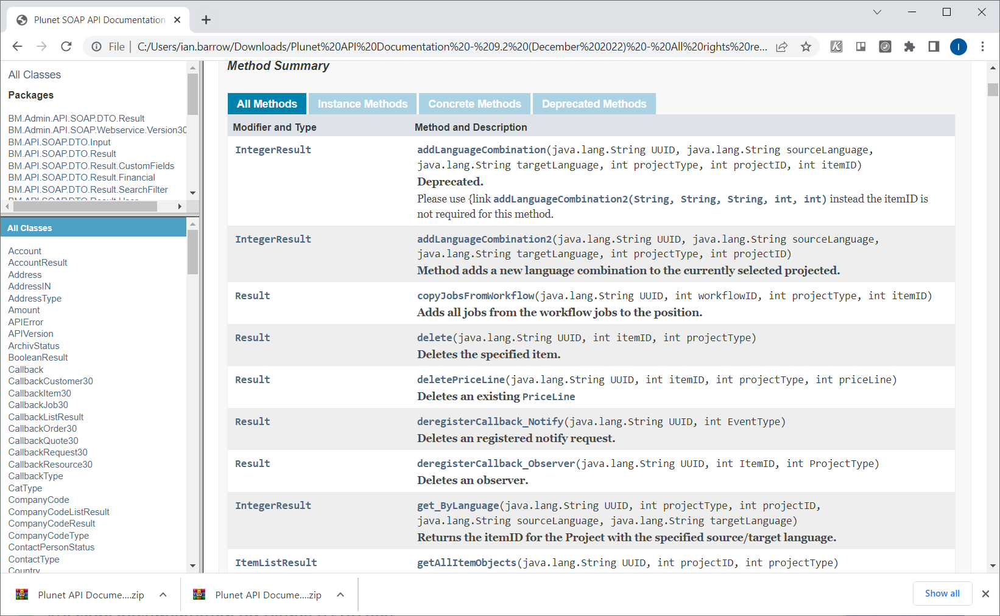 Plunet SOAP API Documentation
File
C:/Users/ian.barrow/Downloads/Plunet%20API%20Documentation%20-%209.2%20(December%202022)%20-%20All%20rights%20re...
I
All Classes
Packages
BM.Admin.API.SOAP.DTO.Result
BM.Admin.API.SOAP.Webservice.Version30
BM.API.SOAP.DTO.Input
BM.API.SOAP.DTO.Result
BM.API.SOAP.DTO.Result.CustomFields
BM.API.SOAP.DTO.Result.Financial
BM.API.SOAP.DTO.Result.SearchFilter
BM.API.SOAP.DTO.Result.User
All Classes
Account
AccountResult
Address
AddressIN
AddressType
Amount
APIError
APIVersion
ArchivStatus
BooleanResult
Callback
CallbackCustomer30
CallbackItem30
CallbackJob30
CallbackListResult
CallbackOrder30
CallbackQuote30
CallbackRequest30
CallbackResource30
CallbackType
CatType
CompanyCode
CompanyCodeListResult
CompanyCodeResult
CompanyCodeType
ContactPersonStatus
ContactType
Country
Method Summary
All Methods
Instance Methods
Concrete Methods
Deprecated Methods
Modifier and Type
Method and Description
IntegerResult
addLanguageCombination(java.lang.String UUID, java.lang.String sourceLanguage,
java.lang.String targetLanguage, int projectType, int projectID, int itemID)
Deprecated.
Please use {link addLanguageCombination2(String, String, String, int, int) instead the itemID is
not required for this method.
IntegerResult
addLanguageCombination2(java.lang.String UUID, java.lang.String sourceLanguage,
java.lang.String targetLanguage, int projectType, int projectID)
Method adds a new language combination to the currently selected projected.
Result
copyJobsFromWorkflow(java.lang.String UUID, int workflowID, int projectType, int itemID)
Adds all jobs from the workflow jobs to the position.
Result
delete(java.lang.String UUID, int itemID, int projectType)
Deletes the specified item.
Result
deletePriceLine(java.lang.String UUID, int itemID, int projectType, int priceLine)
Deletes an existing PriceLine
Result
deregisterCallback_Notify(java.lang.String UUID, int EventType)
Deletes an registered notify request.
Result
deregisterCallback_Observer(java.lang.String UUID, int ItemID, int ProjectType)
Deletes an observer.
IntegerResult
get_ByLanguage(java.lang.String UUID, int projectType, int projectID,
java.lang.String sourceLanguage, java.lang.String targetLanguage)
Returns the itemID for the Project with the specified source/target language.
ItemListResult
getAllItemObjects(java.lang.String UUID, int projectID, int projectType)
Plunet API Docume....zip
Plunet API Docume....zip
Show all